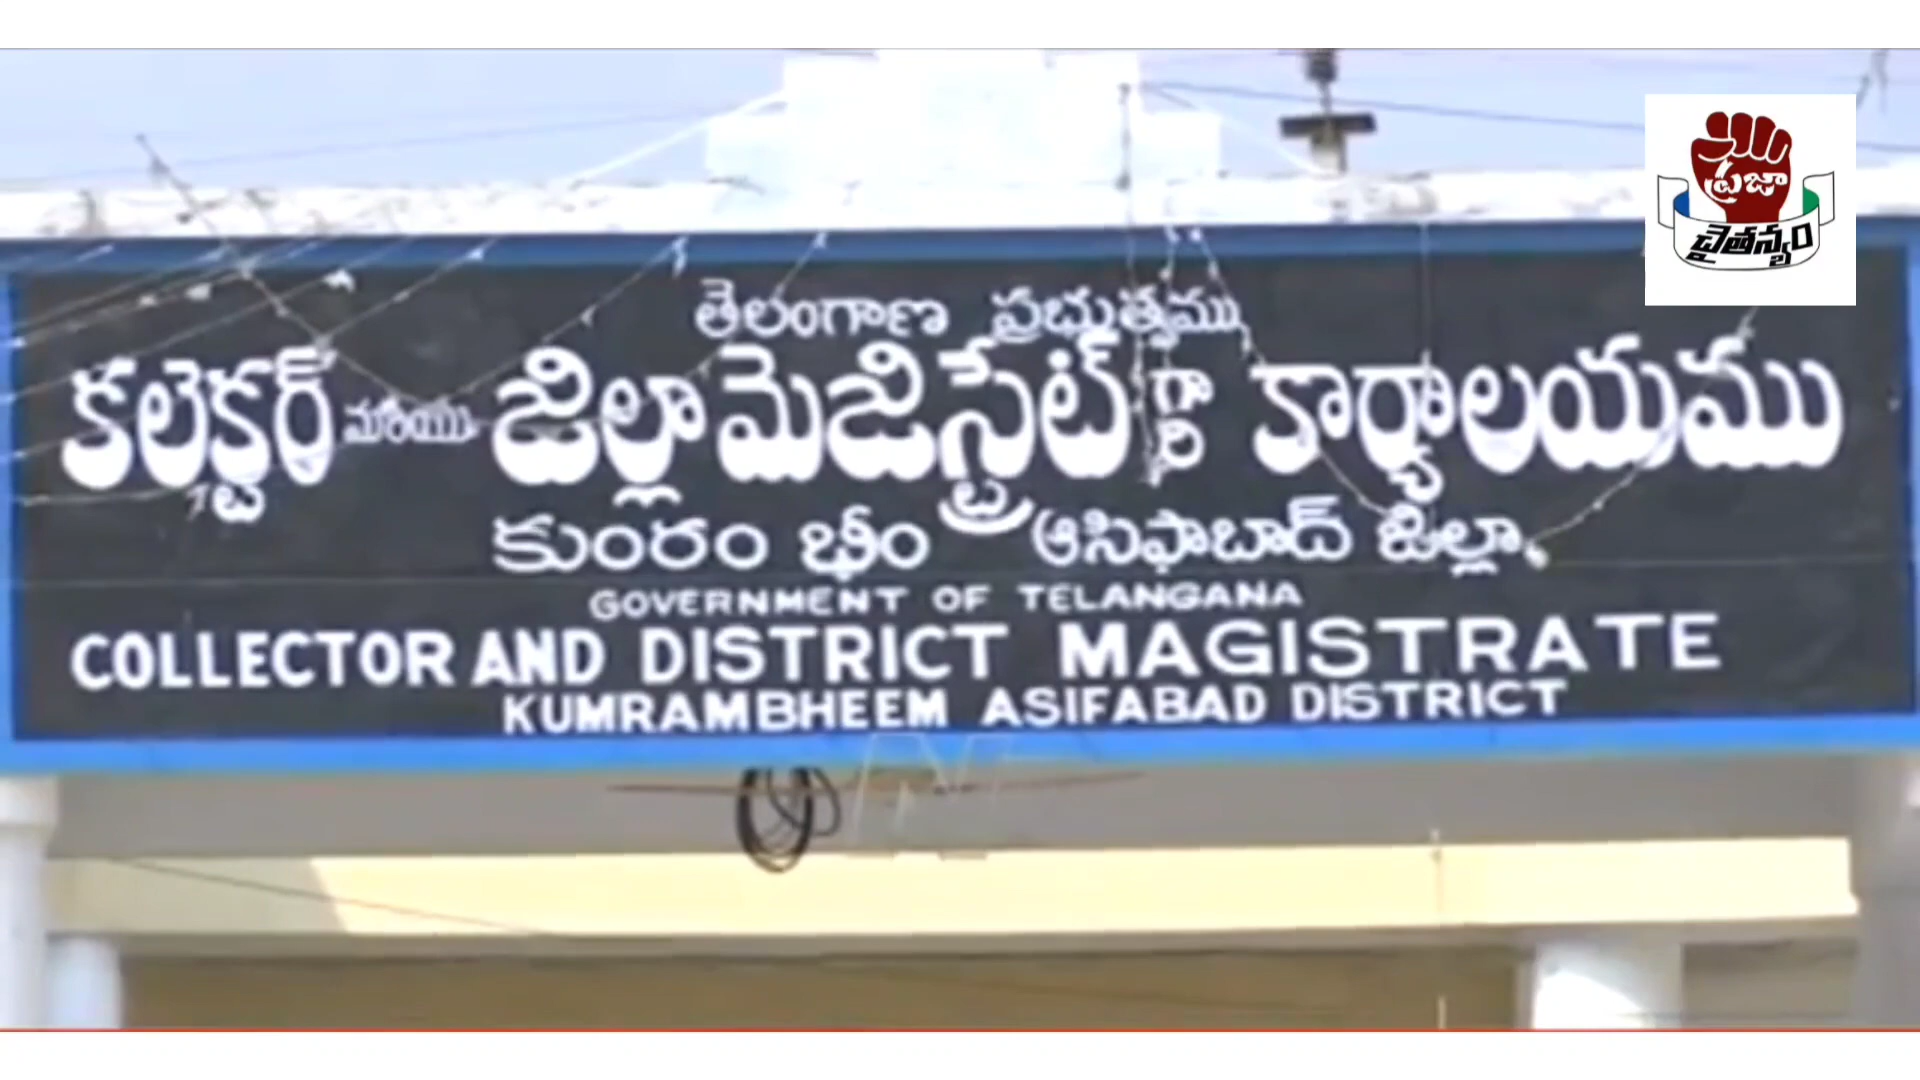 తెలంగాణ ప్రభుత్వము
కలెక్టర్ మరియు జిల్లా మెజిస్ట్రేట్ గారి కార్యాలయము
కుంరం భీం ఆసిఫాబాద్ జిల్లా.
GOVERNMENT OF TELANGANA
COLLECTOR AND DISTRICT MAGISTRATE
KUMRAMBHEEM ASIFABAD DISTRICT
ప్రజా
చైతన్యం